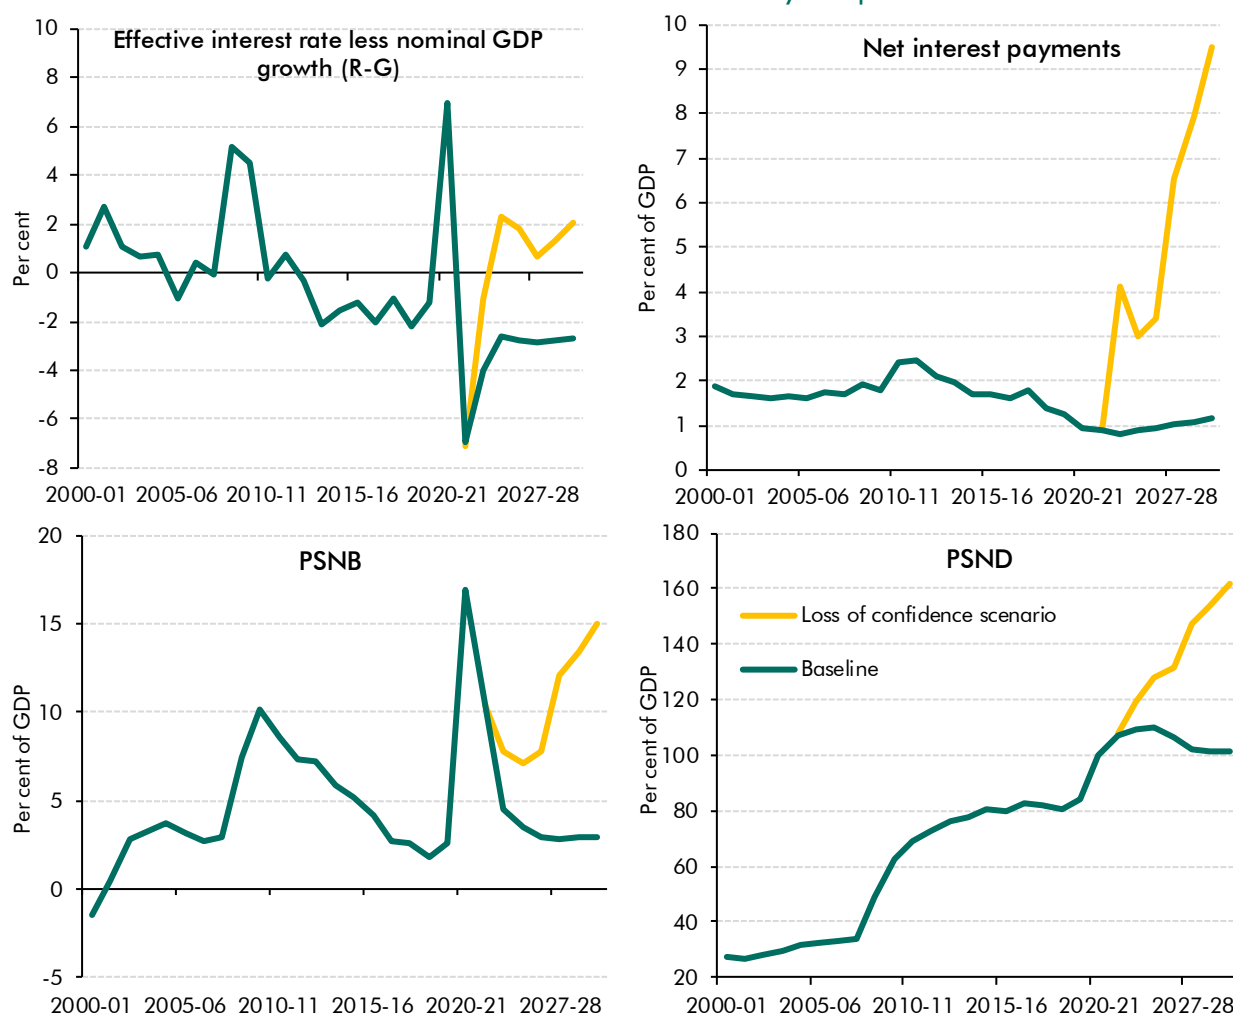 Effective interest rate less nominal GDP
growth (R-G)
Per cent
10
8
6
4
2
0
-2
-4
-6
-8
2000-01 2005-06 2010-11 2015-16 2020-21 2027-28
Net interest payments
Per cent of GDP
10
9
8
7
6
5
4
3
2
1
0
2000-01 2005-06 2010-11 2015-16 2020-21 2027-28
PSNB
Per cent of GDP
20
15
10
5
0
-5
2000-01 2005-06 2010-11 2015-16 2020-21 2027-28
PSND
Per cent of GDP
180
160
140
120
100
80
60
40
20
Loss of confidence scenario
Baseline
2000-01 2005-06 2010-11 2015-16 2020-21 2027-28